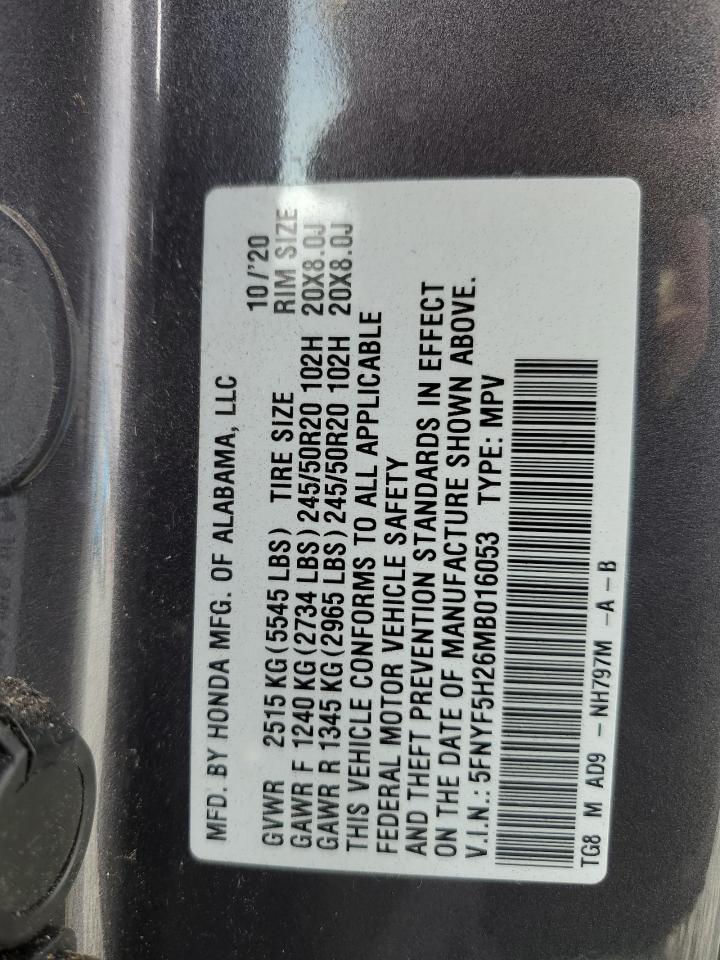 MFD. BY HONDA MFG. OF ALABAMA, LLC 10/'20
GVWR 2515 KG (5545 LBS) TIRE SIZE RIM SIZE
GAWR F 1240 KG (2734 LBS) 245/50R20 102H 20X8.0J
GAWR R 1345 KG (2965 LBS) 245/50R20 102H 20X8.0J
THIS VEHICLE CONFORMS TO ALL APPLICABLE
FEDERAL MOTOR VEHICLE SAFETY
AND THEFT PREVENTION STANDARDS IN EFFECT
ON THE DATE OF MANUFACTURE SHOWN ABOVE.
V.I.N.: 5FNYF5H26MB016053 TYPE: MPV
TG8 M AD9 - NH797M -A-B